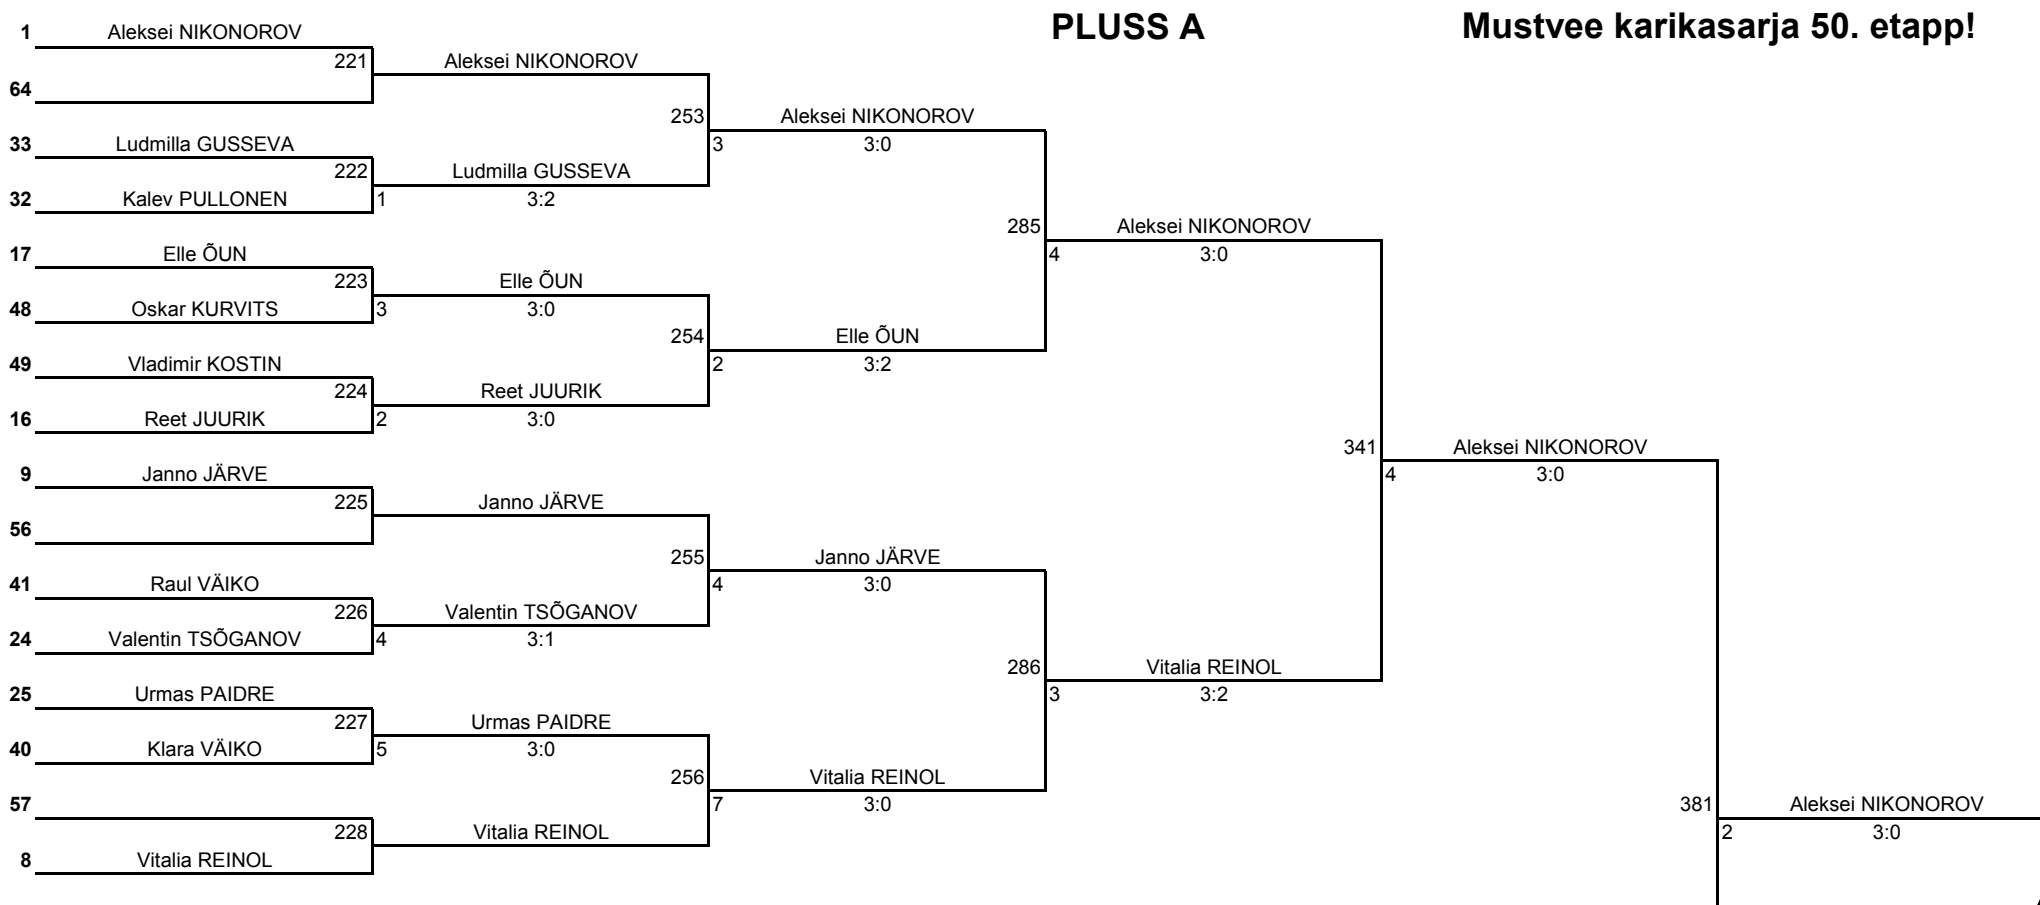 PLUSS A
Mustvee karikasarja 50. etapp!
1 Aleksei NIKONOROV
221 Aleksei NIKONOROV
64
253 Aleksei NIKONOROV
3 3:0
33 Ludmilla GUSSEVA
222 Ludmilla GUSSEVA
32 Kalev PULLONEN 1 3:2
285 Aleksei NIKONOROV
4 3:0
17 Elle ÕUN
223 Elle ÕUN
48 Oskar KURVITS 3 3:0
254 Elle ÕUN
2 3:2
49 Vladimir KOSTIN
224 Reet JUURIK
16 Reet JUURIK 2 3:0
341 Aleksei NIKONOROV
4 3:0
9 Janno JÄRVE
225 Janno JÄRVE
56
255 Janno JÄRVE
4 3:0
41 Raul VÄIKO
226 Valentin TSÕGANOV
24 Valentin TSÕGANOV 4 3:1
286 Vitalia REINOL
3 3:2
25 Urmas PAIDRE
227 Urmas PAIDRE
40 Klara VÄIKO 5 3:0
256 Vitalia REINOL
7 3:0
57
381 Aleksei NIKONOROV
2 3:0
228 Vitalia REINOL
8 Vitalia REINOL